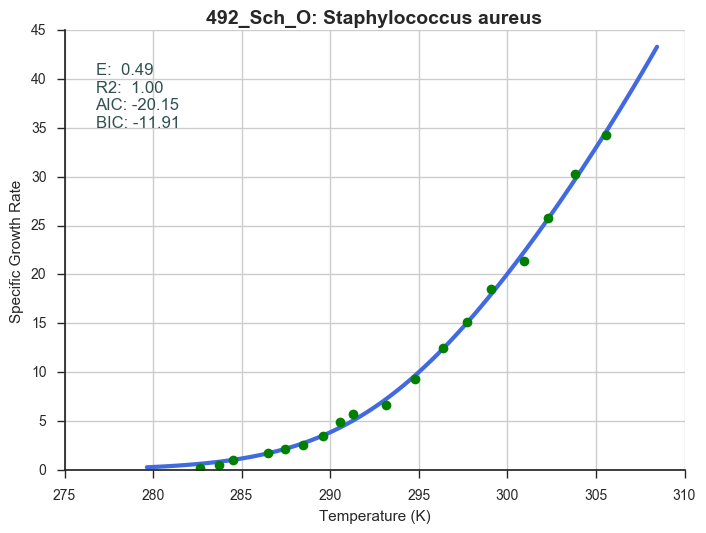 492_Sch_O: Staphylococcus aureus
45
40
35
30
25
20
15
10
5
0
E:  0.49
R2:  1.00
AIC: -20.15
BIC: -11.91
Specific Growth Rate
275
280
285
290
295
300
305
310
Temperature (K)